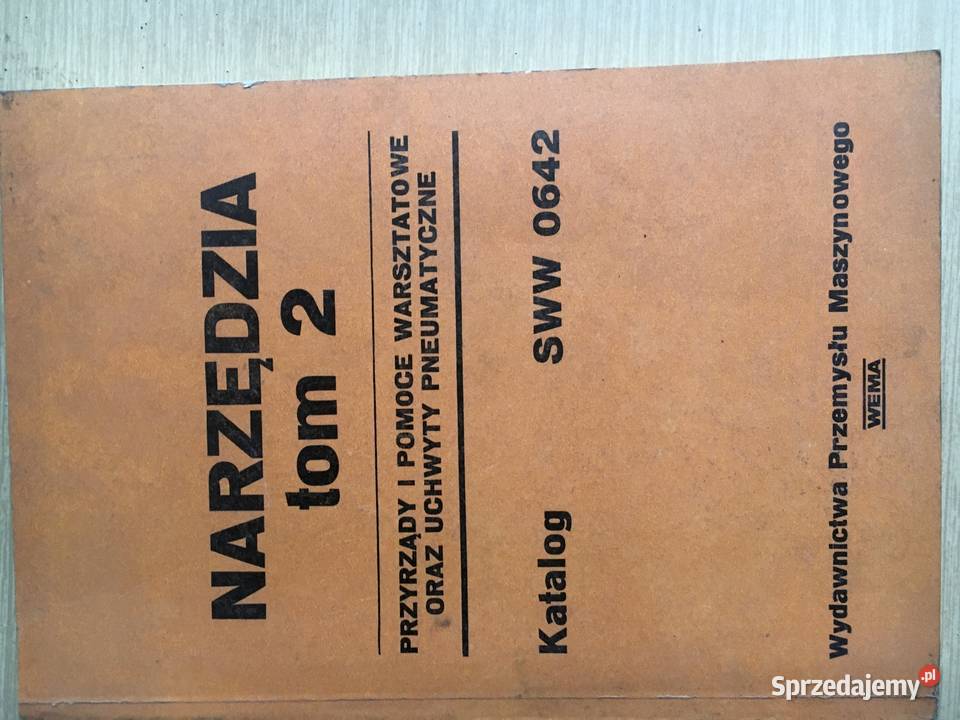 NARZĘDZIA
tom 2
PRZYRZĄDY I POMOCE WARSZTATOWE
ORAZ UCHWYTY PNEUMATYCZNE
Katalog SWW 0642
Wydawnictwa Przemysłu Maszynowego
WEMA
Sprzedajemy.pl